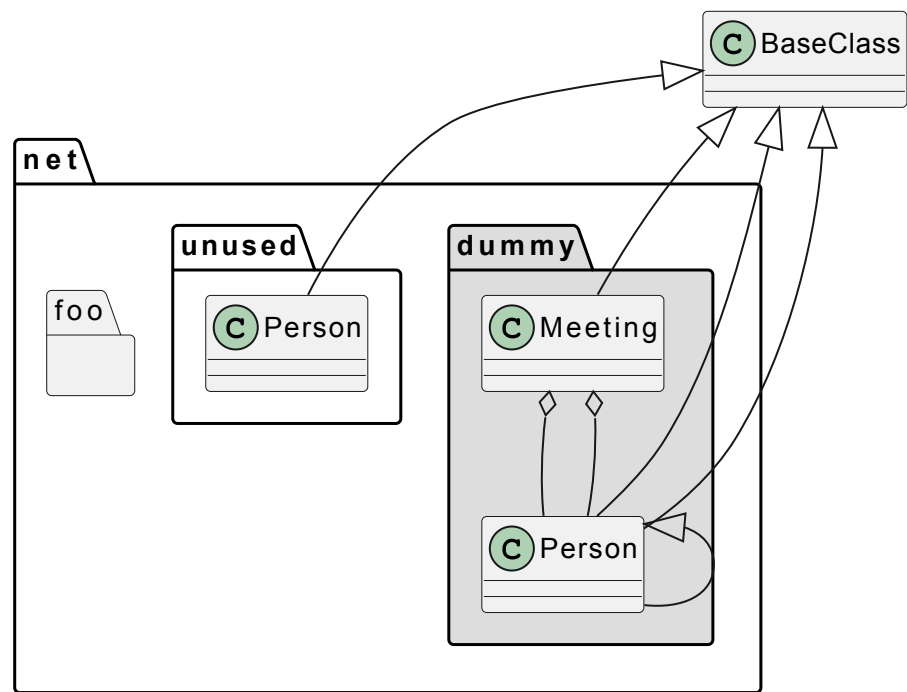 C BaseClass
net
unused
dummy
foo
C Person
C Meeting
C Person